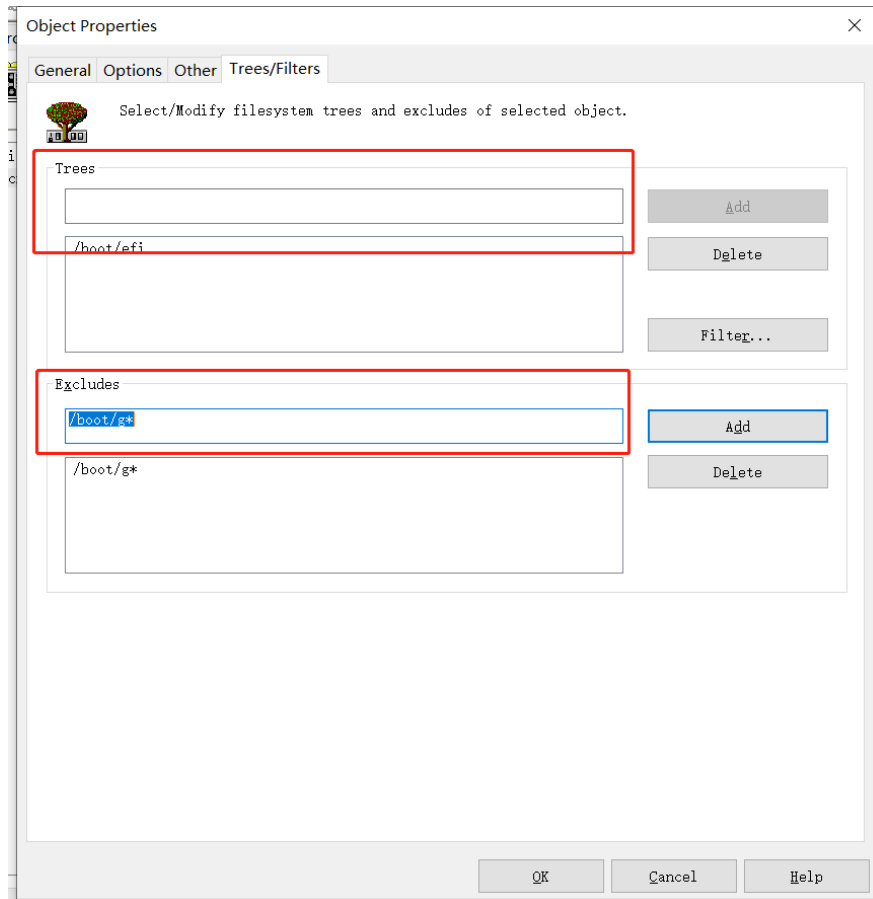 Object Properties
General Options Other Trees/Filters
Select/Modify filesystem trees and excludes of selected object.
Trees
Add
/boot/efi
Delete
Filter...
Excludes
/boot/g*
Add
/boot/g*
Delete
OK Cancel Help